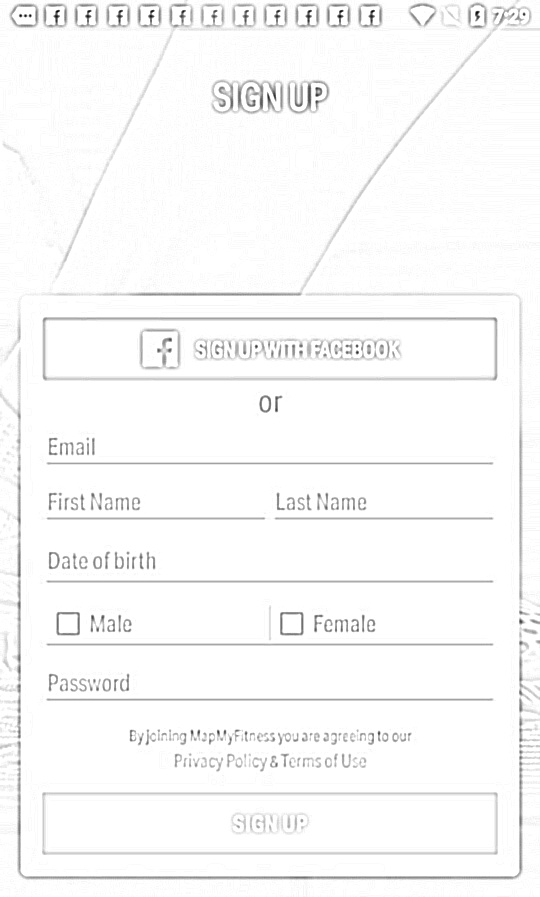 7:29
SIGN UP
SIGN UP WITH FACEBOOK
or
Email
First Name Last Name
Date of birth
Male Female
Password
By joining MapMyFitness you are agreeing to our
Privacy Policy & Terms of Use
SIGN UP